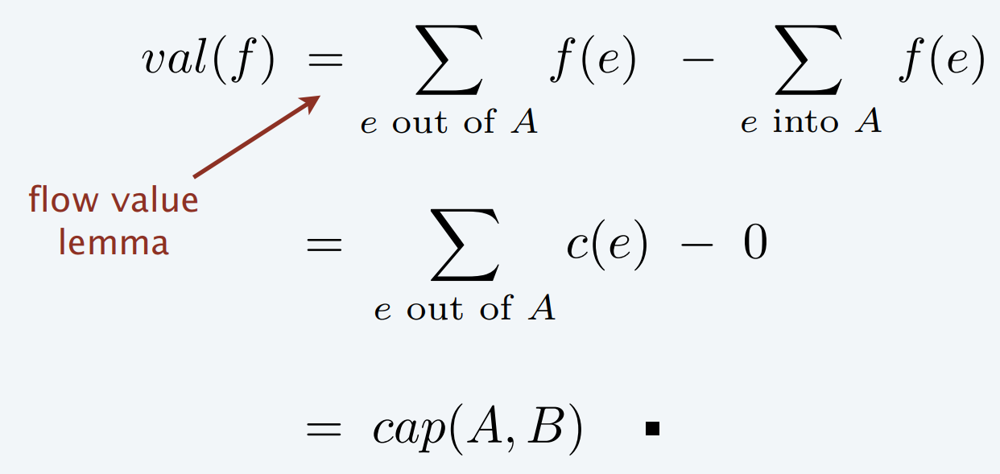 val(f) = ∑ f(e) − ∑ f(e)
e out of A e into A
flow value
lemma
= ∑ c(e) − 0
e out of A
= cap(A, B) ▪